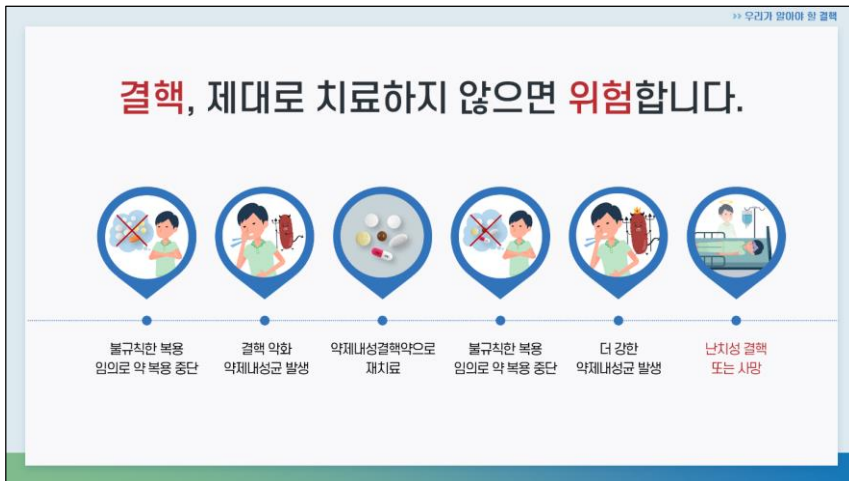 >> 우리가 알아야 할 결핵
결핵, 제대로 치료하지 않으면 위험합니다.
불규칙한 복용
임의로 약 복용 중단
결핵 악화
약제내성균 발생
약제내성결핵약으로
재치료
불규칙한 복용
임의로 약 복용 중단
더 강한
약제내성균 발생
난치성 결핵
또는 사망